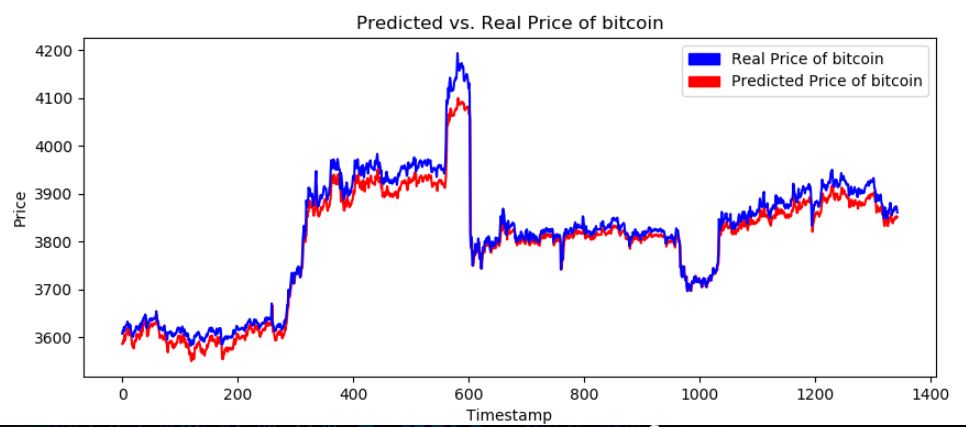 Predicted vs. Real Price of bitcoin
Real Price of bitcoin
Predicted Price of bitcoin
Price
4200
4100
4000
3900
3800
3700
3600
0 200 400 600 800 1000 1200 1400
Timestamp